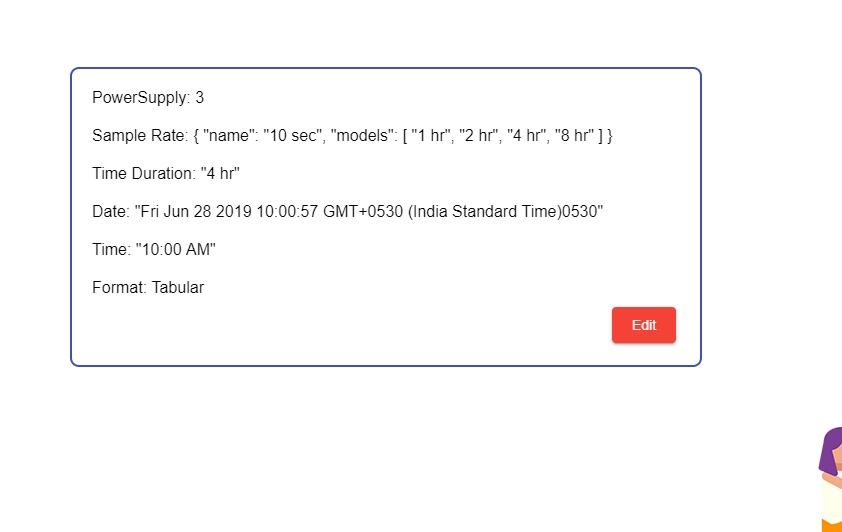 PowerSupply: 3
Sample Rate: { "name": "10 sec", "models": [ "1 hr", "2 hr", "4 hr", "8 hr" ] }
Time Duration: "4 hr"
Date: "Fri Jun 28 2019 10:00:57 GMT+0530 (India Standard Time)0530"
Time: "10:00 AM"
Format: Tabular
Edit